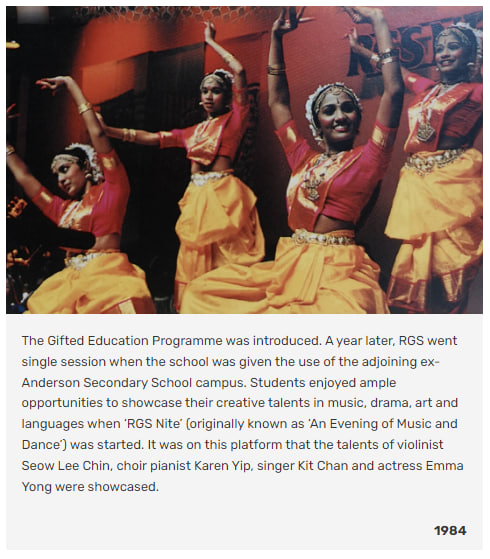 The Gifted Education Programme was introduced. A year later, RGS went
single session when the school was given the use of the adjoining ex-
Anderson Secondary School campus. Students enjoyed ample
opportunities to showcase their creative talents in music, drama, art and
languages when ‘RGS Nite’ (originally known as ‘An Evening of Music and
Dance’) was started. It was on this platform that the talents of violinist
Seow Lee Chin, choir pianist Karen Yip, singer Kit Chan and actress Emma
Yong were showcased.
1984